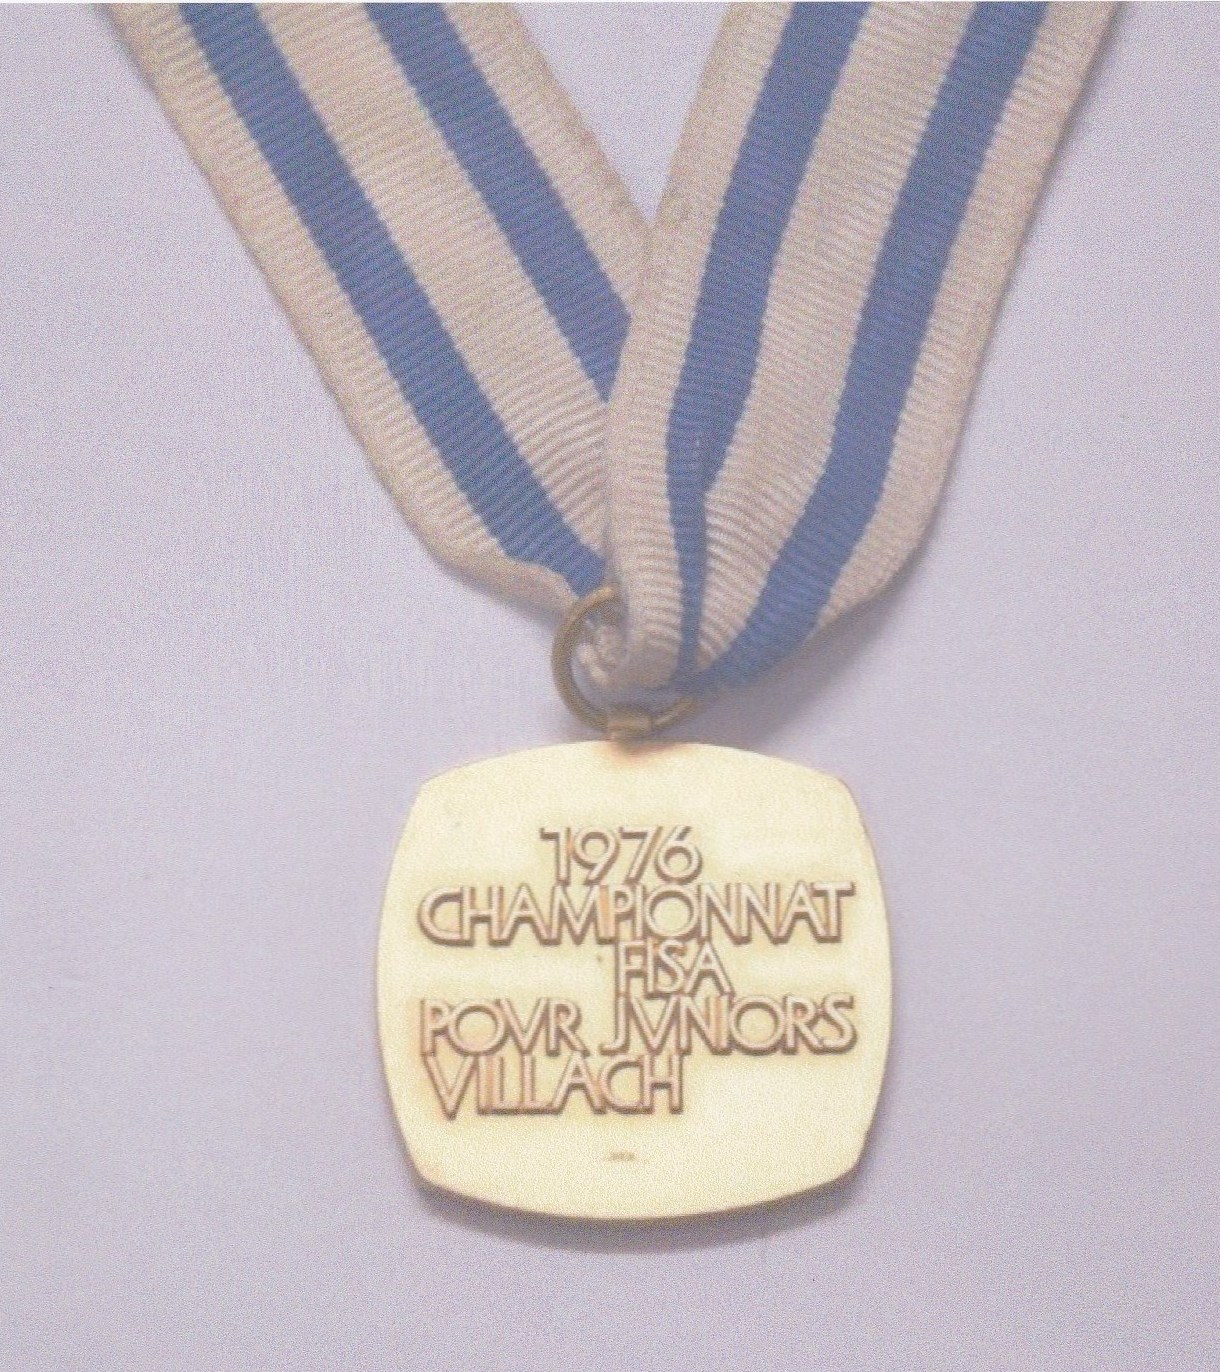 1976
CHAMPIONNAT
FISA
POVR JVNIORS
VILLACH